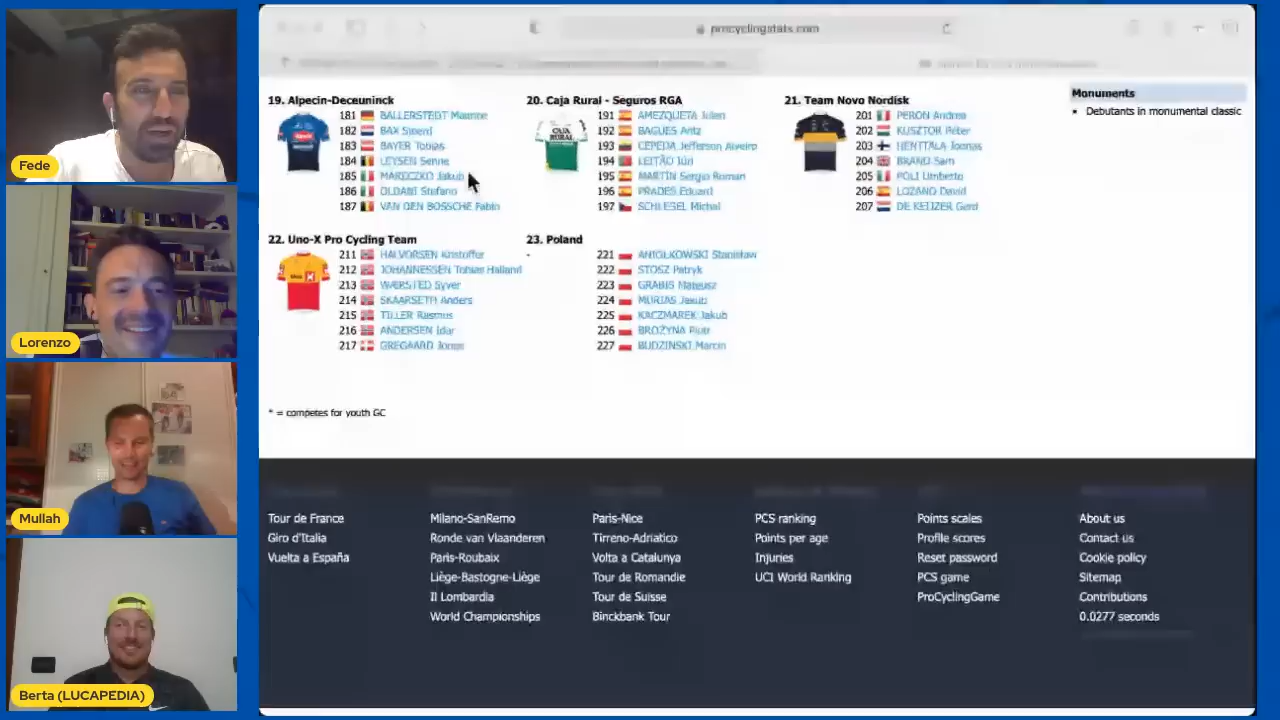 Fede
Lorenzo
Mullah
Berta (LUCAPEDIA)
procyclingstats.com
19. Alpecin-Deceuninck
181 BALLERSTEDT Maurice
182 BAX Sjoerd
183 BAYER Tobias
184 LEYSEN Senne
185 MARECZKO Jakub
186 OLDANI Stefano
187 VAN DEN BOSSCHE Fabio
20. Caja Rural - Seguros RGA
191 AMEZQUETA Julen
192 BAGUES Aritz
193 CEPEDA Jefferson Alveiro
194 LEITÃO Iúri
195 MARTÍN Sergio Roman
196 PRADES Eduard
197 SCHLEGEL Michal
21. Team Novo Nordisk
201 PERON Andrea
202 KUSZTOR Péter
203 HENTTALA Joonas
204 BRAND Sam
205 POLI Umberto
206 LOZANO David
207 DE KEIJZER Gerd
Monuments
Debutants in monumental classic
22. Uno-X Pro Cycling Team
211 HALVORSEN Kristoffer
212 JOHANNESSEN Tobias Halland
213 WÆRSTED Syver
214 SKAARSETH Anders
215 TILLER Rasmus
216 ANDERSEN Idar
217 GREGAARD Jonas
23. Poland
-
221 ANIOŁKOWSKI Stanisław
222 STOSZ Patryk
223 GRABIS Mateusz
224 MURIAS Jakub
225 KACZMAREK Jakub
226 BROŻYNA Piotr
227 BUDZIŃSKI Marcin
* = competes for youth GC
Tour de France
Giro d'Italia
Vuelta a España
Milano-SanRemo
Ronde van Vlaanderen
Paris-Roubaix
Liège-Bastogne-Liège
Il Lombardia
World Championships
Paris-Nice
Tirreno-Adriatico
Volta a Catalunya
Tour de Romandie
Tour de Suisse
Binckbank Tour
PCS ranking
Points per age
Injuries
UCI World Ranking
Points scales
Profile scores
Reset password
PCS game
ProCyclingGame
About us
Contact us
Cookie policy
Sitemap
Contributions
0.0277 seconds